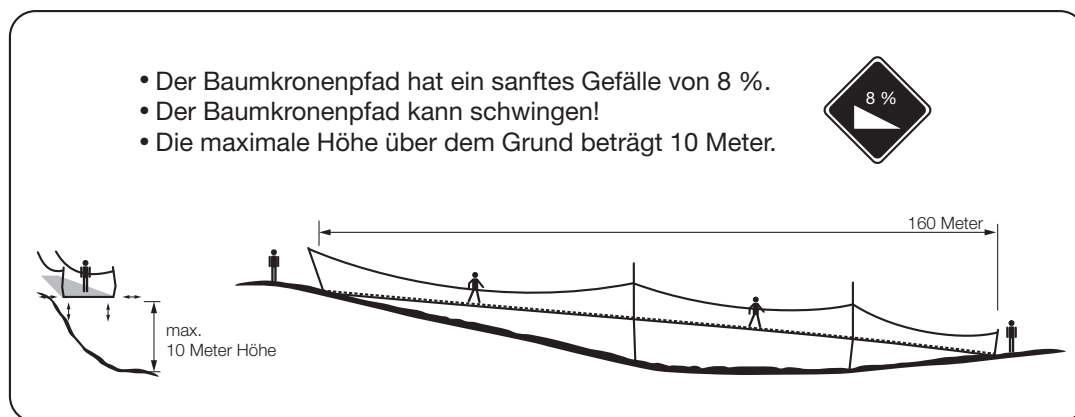 • Der Baumkronenpfad hat ein sanftes Gefälle von 8 %.
• Der Baumkronenpfad kann schwingen!
• Die maximale Höhe über dem Grund beträgt 10 Meter.
8 %
160 Meter
max.
10 Meter Höhe